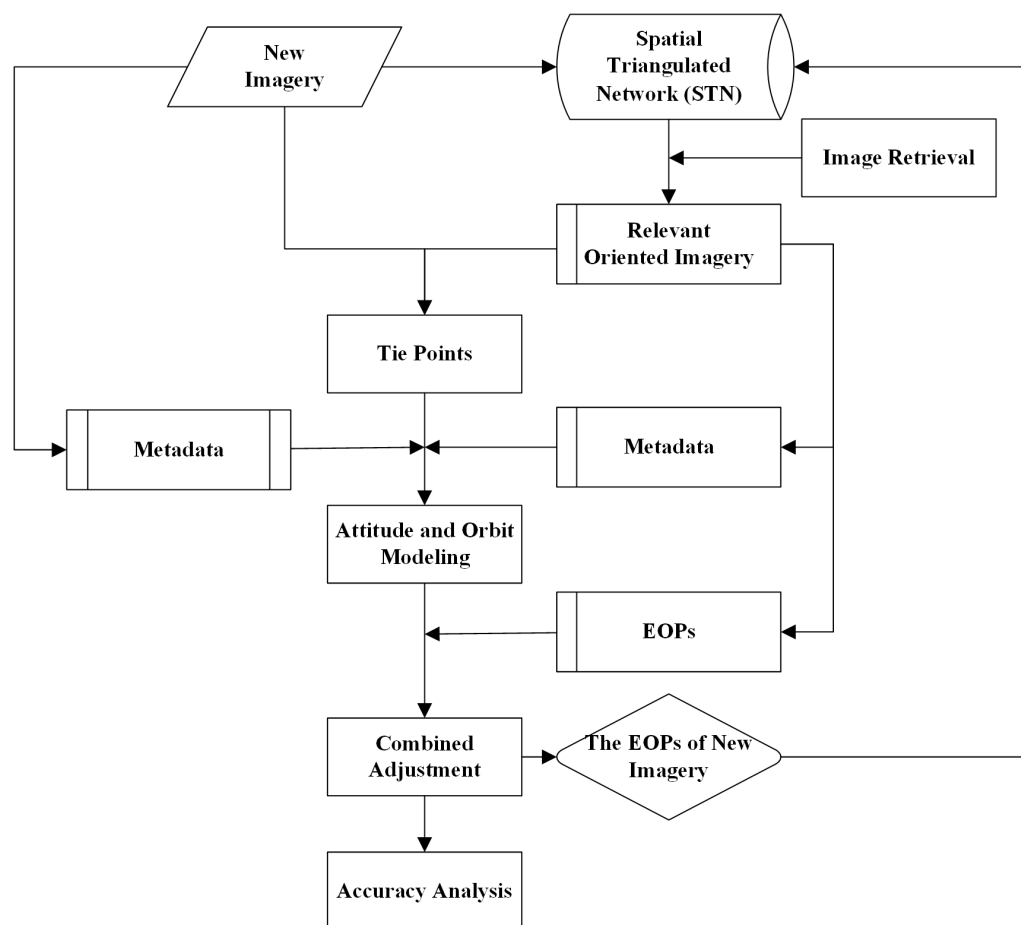 New
Imagery
Spatial
Triangulated
Network (STN)
Image Retrieval
Relevant
Oriented Imagery
Tie Points
Metadata
Metadata
Attitude and Orbit
Modeling
EOPs
Combined
Adjustment
The EOPs of New
Imagery
Accuracy Analysis